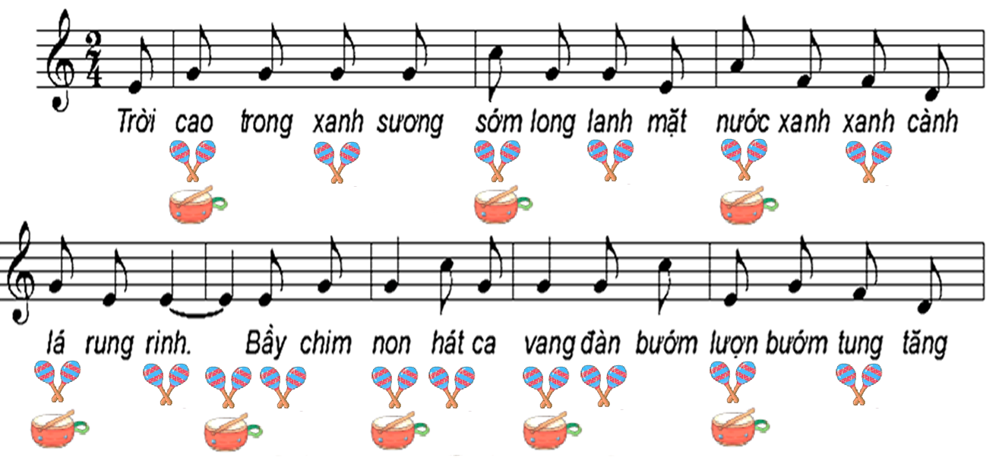 2
4
Trời cao trong xanh sương sớm long lanh mặt nước xanh xanh cành
lá rung rinh. Bầy chim non hát ca vang đàn bướm lượn bướm tung tăng